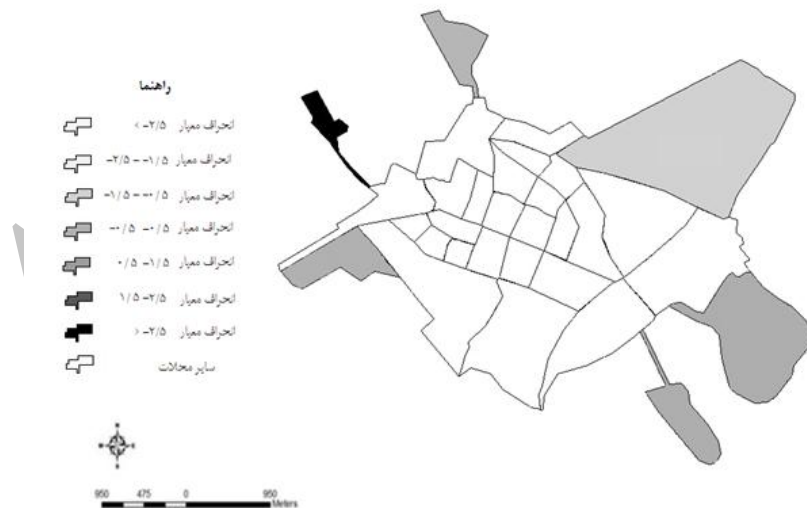 راهنما
انحراف معیار ۲/۵- >
انحراف معیار ۱/۵- – ۲/۵-
انحراف معیار ۰/۵- – ۱/۵-
انحراف معیار ۰/۵ – ۰/۵-
انحراف معیار ۱/۵ – ۰/۵
انحراف معیار ۲/۵ – ۱/۵
انحراف معیار ۲/۵- <
سایر محلات
950 475 0 950
Meters